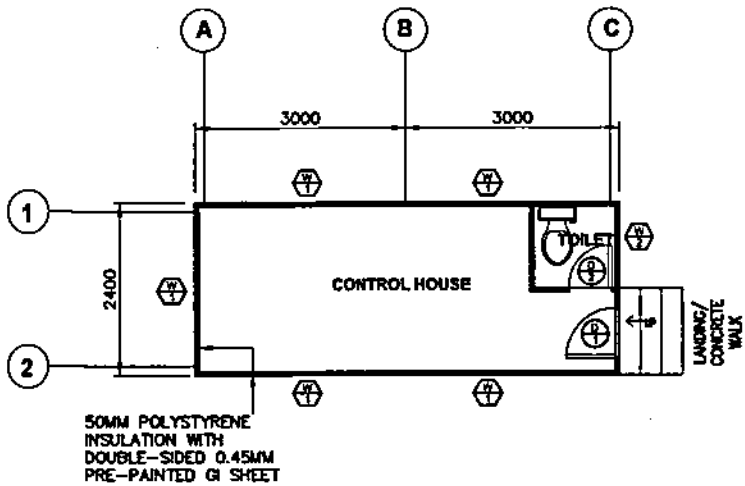 A
B
C
3000
3000
W
1
W
1
1
TOILET
W
2
D
2
W
1
2400
CONTROL HOUSE
D
1
UP
LANDING/
CONCRETE
WALK
2
W
1
W
1
50MM POLYSTYRENE
INSULATION WITH
DOUBLE-SIDED 0.45MM
PRE-PAINTED GI SHEET